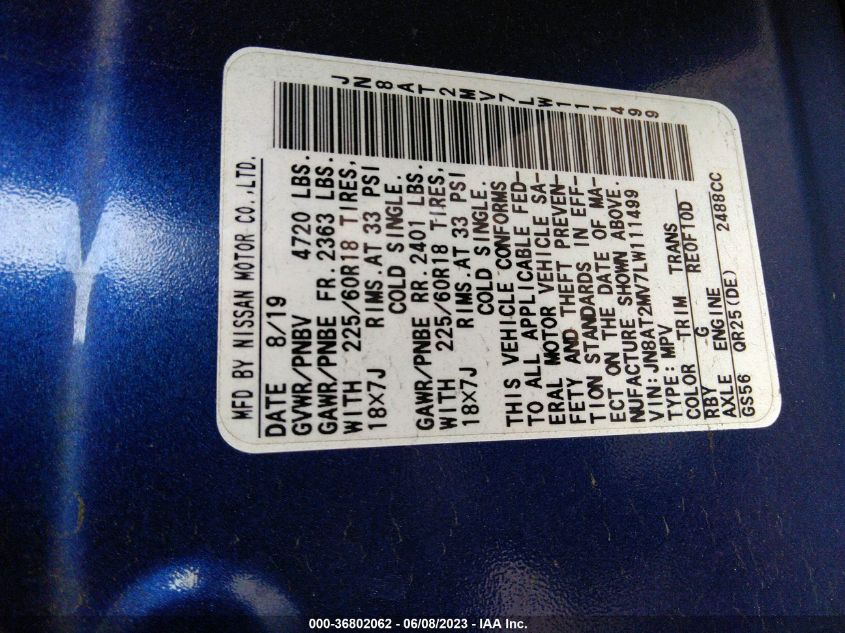 JN8AT2MV7LW111499
MFD BY NISSAN MOTOR CO.,LTD.
DATE 8/19
GVWR/PNBV 4720 LBS.
GAWR/PNBE FR. 2363 LBS.
WITH 225/60R18 TIRES,
18X7J RIMS.AT 33 PSI
COLD SINGLE.
GAWR/PNBE RR. 2401 LBS.
WITH 225/60R18 TIRES,
18X7J RIMS.AT 33 PSI
COLD SINGLE.
THIS VEHICLE CONFORMS
TO ALL APPLICABLE FED-
ERAL MOTOR VEHICLE SA-
FETY AND THEFT PREVEN-
TION STANDARDS IN EFF-
ECT ON THE DATE OF MA-
NUFACTURE SHOWN ABOVE.
VIN: JN8AT2MV7LW111499
TYPE: MPV
COLOR TRIM TRANS
RBY G RE0F10D
AXLE ENGINE
GS56 QR25(DE) 2488CC
000-36802062 - 06/08/2023 - © IAA Inc.